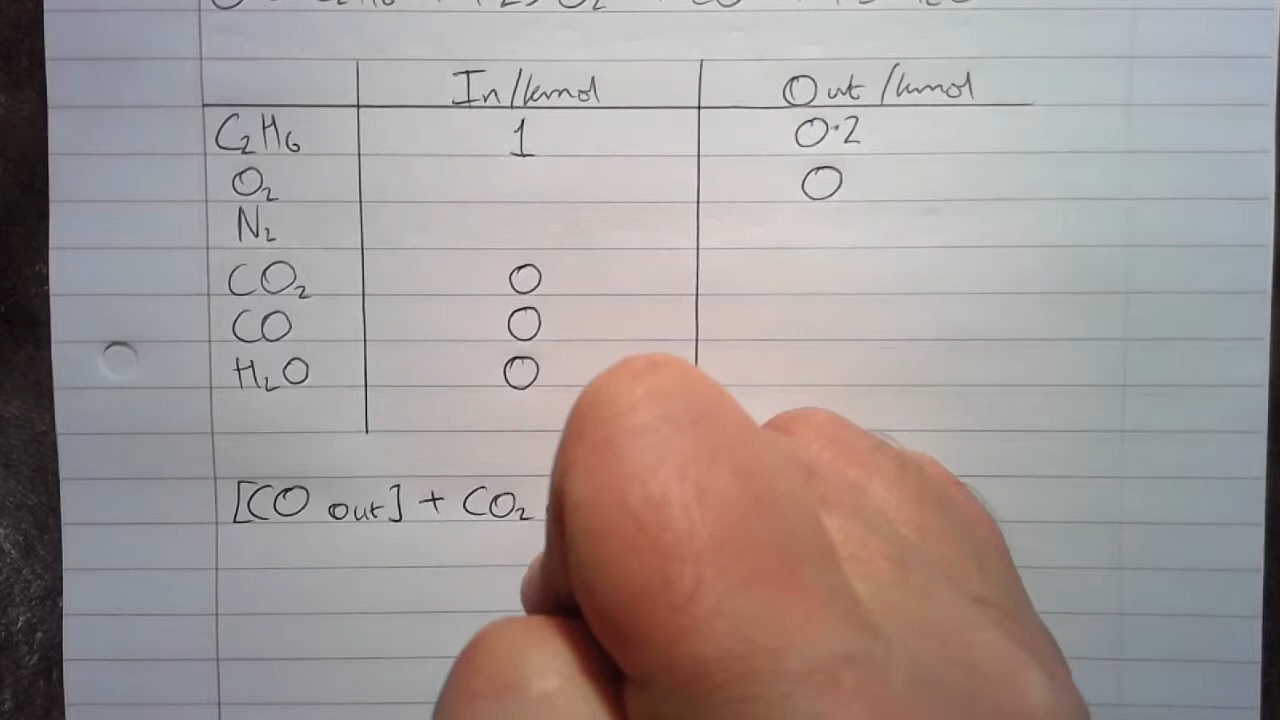 In/kmol Out/kmol
C₂H₆ 1 0.2
O₂ 0
N₂
CO₂ 0
CO 0
H₂O 0
[CO out] + CO₂